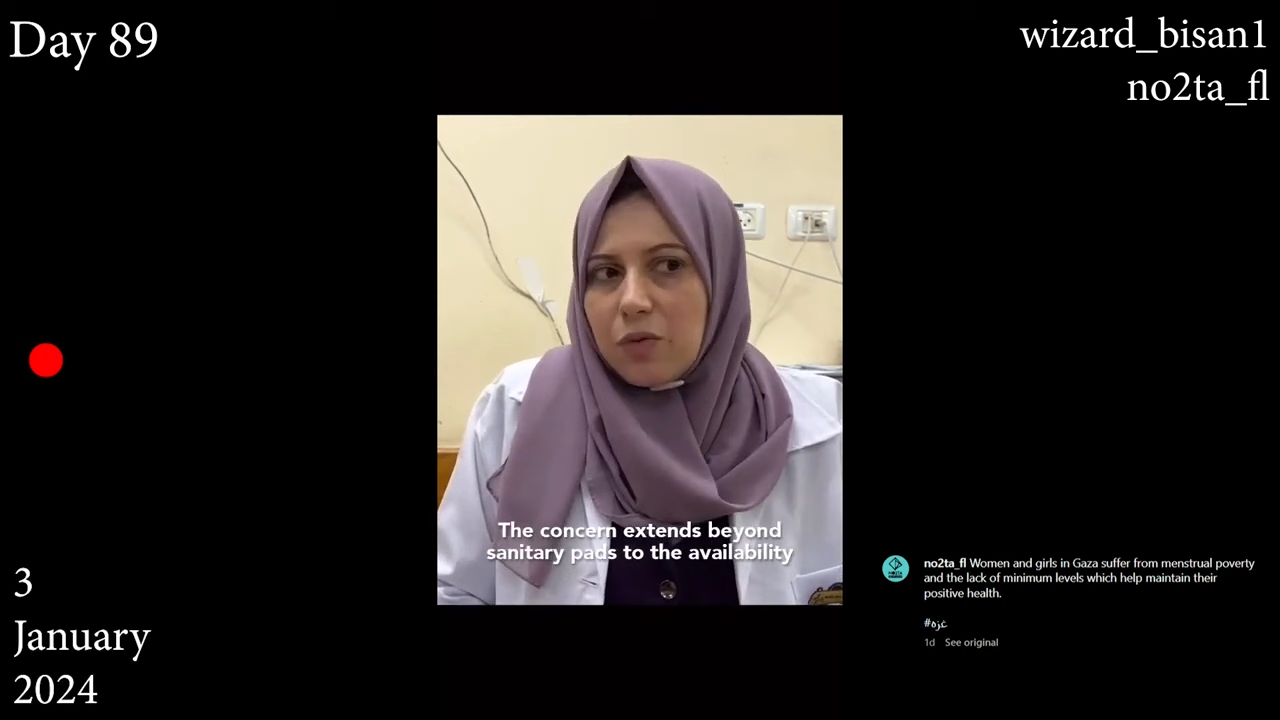 Day 89
wizard_bisan1
no2ta_fl
The concern extends beyond
sanitary pads to the availability
no2ta_fl Women and girls in Gaza suffer from menstrual poverty
and the lack of minimum levels which help maintain their
positive health.
#غزة
1d See original
3
January
2024